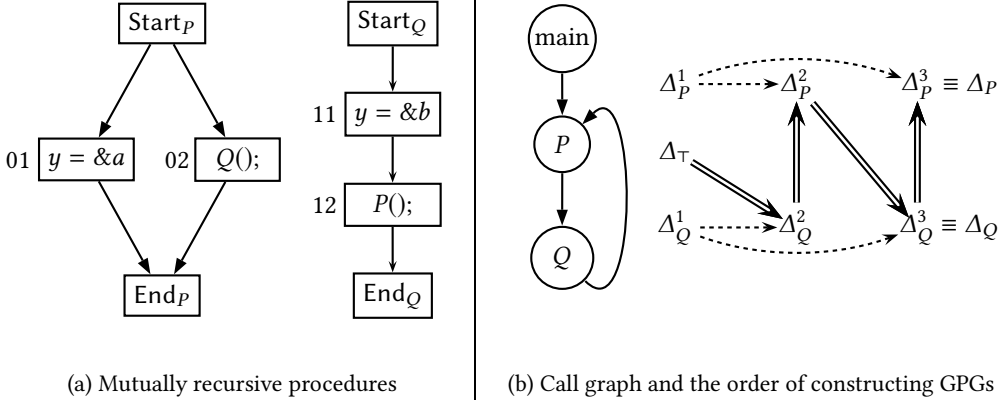 Start_P
01 y = &a
02 Q();
End_P
Start_Q
11 y = &b
12 P();
End_Q
(a) Mutually recursive procedures
main
P
Q
Δ_P^1 Δ_P^2 Δ_P^3 ≡ Δ_P
Δ_⊤
Δ_Q^1 Δ_Q^2 Δ_Q^3 ≡ Δ_Q
(b) Call graph and the order of constructing GPGs